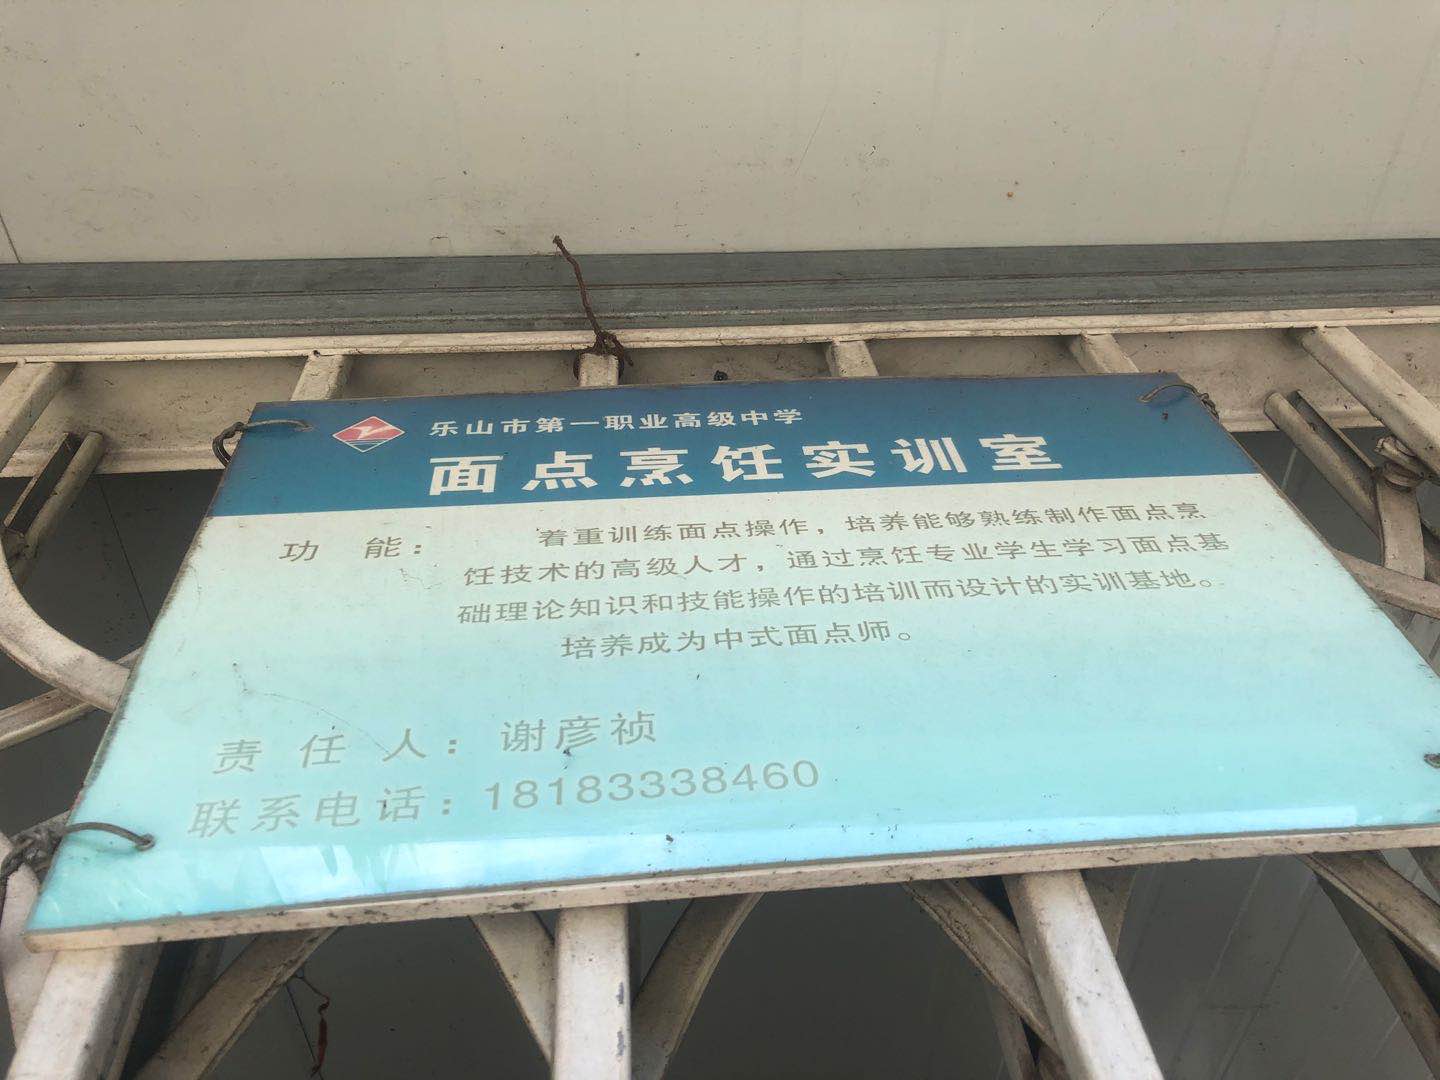 乐山市第一职业高级中学
面点烹饪实训室
功 能： 着重训练面点操作，培养能够熟练制作面点烹
饪技术的高级人才，通过烹饪专业学生学习面点基
础理论知识和技能操作的培训而设计的实训基地。
培养成为中式面点师。
责 任 人：谢彦祯
联系电话：18183338460